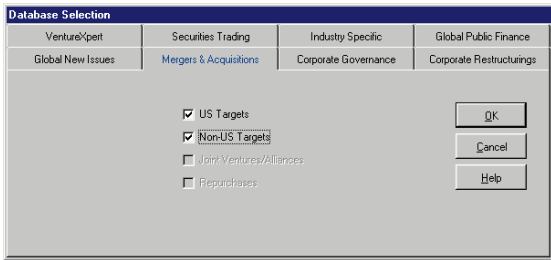 Database Selection
VentureXpert Securities Trading Industry Specific Global Public Finance
Global New Issues Mergers & Acquisitions Corporate Governance Corporate Restructurings
US Targets
Non-US Targets
Joint Ventures/Alliances
Repurchases
OK
Cancel
Help